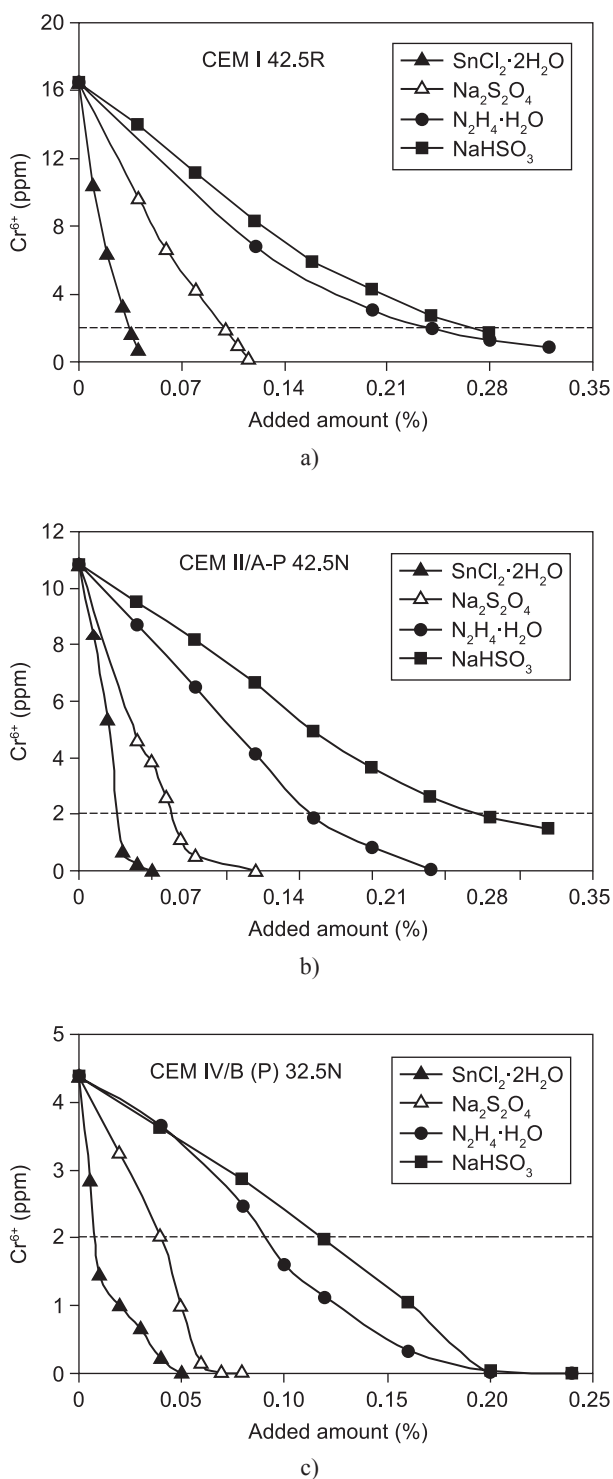 CEM I 42.5R
SnCl₂·2H₂O
Na₂S₂O₄
N₂H₄·H₂O
NaHSO₃
20
16
12
8
4
0
Cr⁶⁺ (ppm)
0 0.07 0.14 0.21 0.28 0.35
Added amount (%)
a)
CEM II/A-P 42.5N
SnCl₂·2H₂O
Na₂S₂O₄
N₂H₄·H₂O
NaHSO₃
12
10
8
6
4
2
0
Cr⁶⁺ (ppm)
0 0.07 0.14 0.21 0.28 0.35
Added amount (%)
b)
CEM IV/B (P) 32.5N
SnCl₂·2H₂O
Na₂S₂O₄
N₂H₄·H₂O
NaHSO₃
5
4
3
2
1
0
Cr⁶⁺ (ppm)
0 0.05 0.10 0.15 0.20 0.25
Added amount (%)
c)